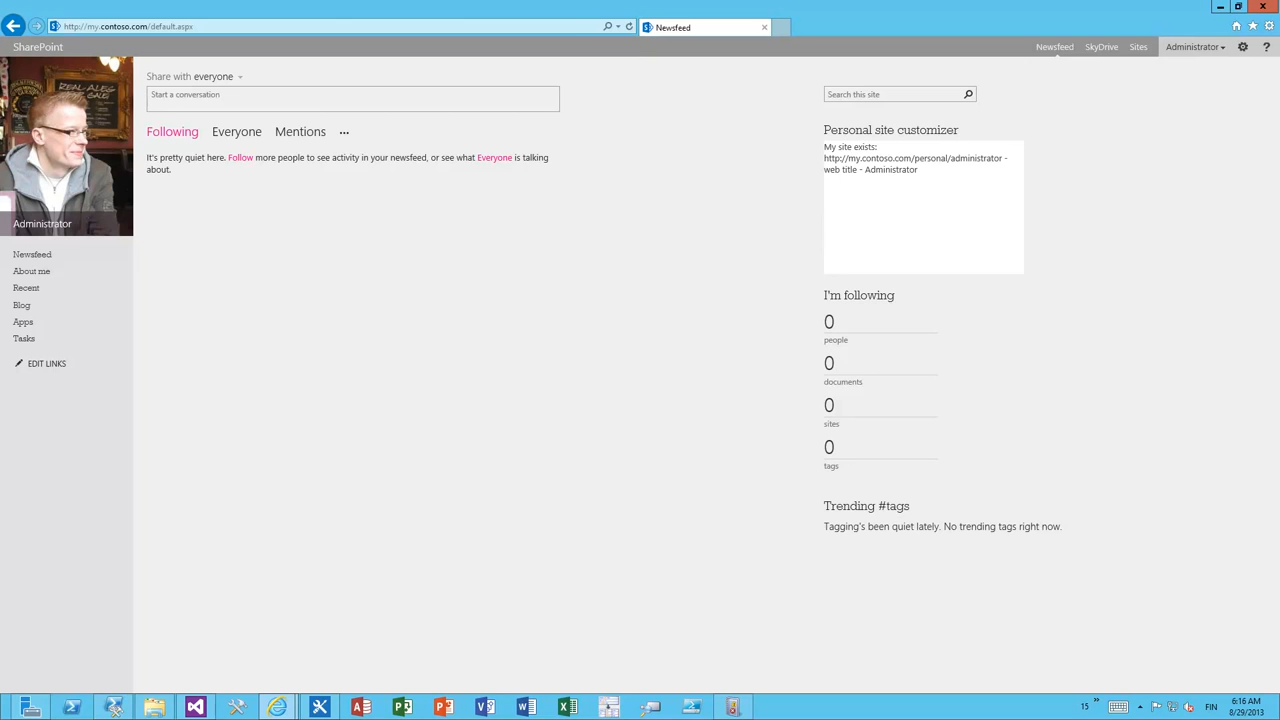 http://my.contoso.com/default.aspx
Newsfeed
SharePoint
Newsfeed
SkyDrive
Sites
Administrator
?
REAL ALES
Share with everyone
Start a conversation
Following
Everyone
Mentions
...
It's pretty quiet here. Follow more people to see activity in your newsfeed, or see what Everyone is talking
about.
Administrator
Newsfeed
About me
Recent
Blog
Apps
Tasks
EDIT LINKS
Search this site
Personal site customizer
My site exists:
http://my.contoso.com/personal/administrator -
web title - Administrator
I'm following
0
people
0
documents
0
sites
0
tags
Trending #tags
Tagging's been quiet lately. No trending tags right now.
15
FIN
6:16 AM
8/29/2013